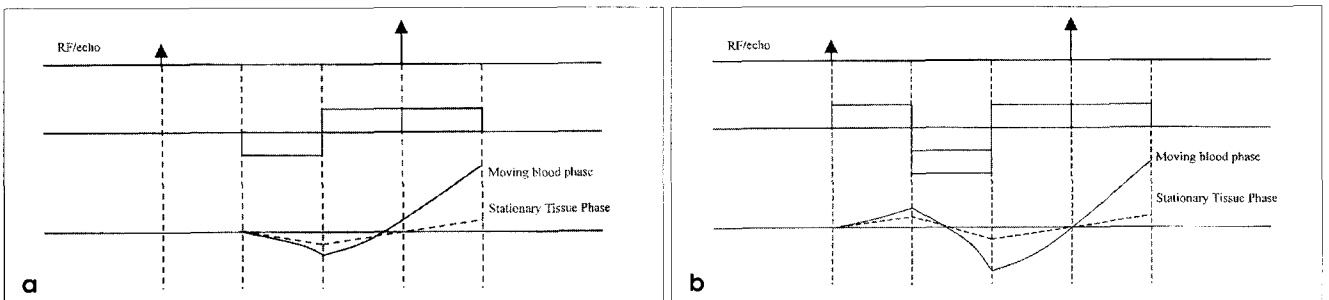 RF/echo
Moving blood phase
Stationary Tissue Phase
a
RF/echo
Moving blood phase
Stationary Tissue Phase
b